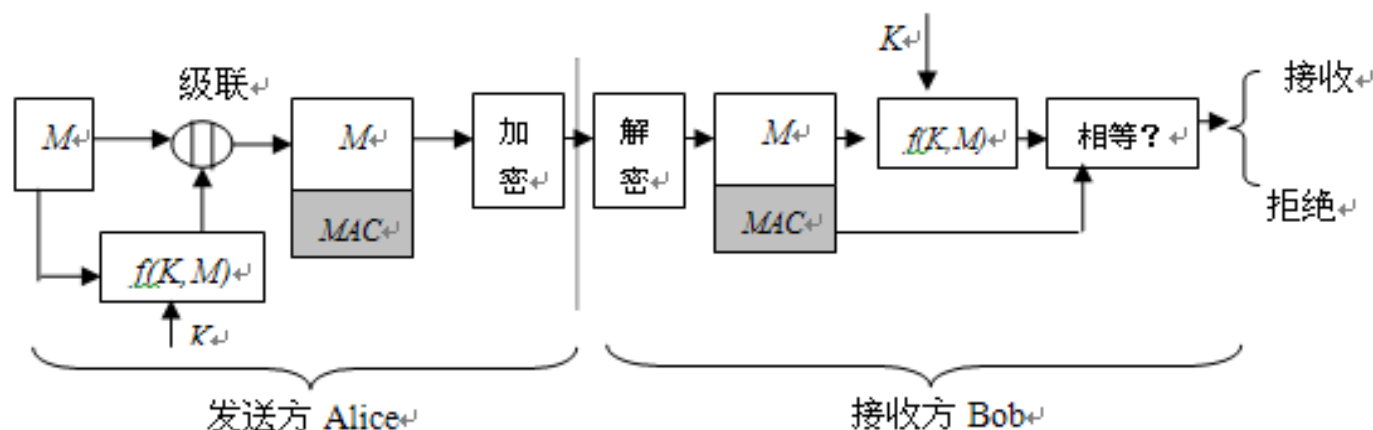 级联↵
M↵
M↵
MAC↵
加
密↵
f(K,M)↵
K↵
发送方 Alice↵
解
密↵
M↵
MAC↵
K↵
f(K,M)↵
相等？↵
接收↵
拒绝↵
接收方 Bob↵